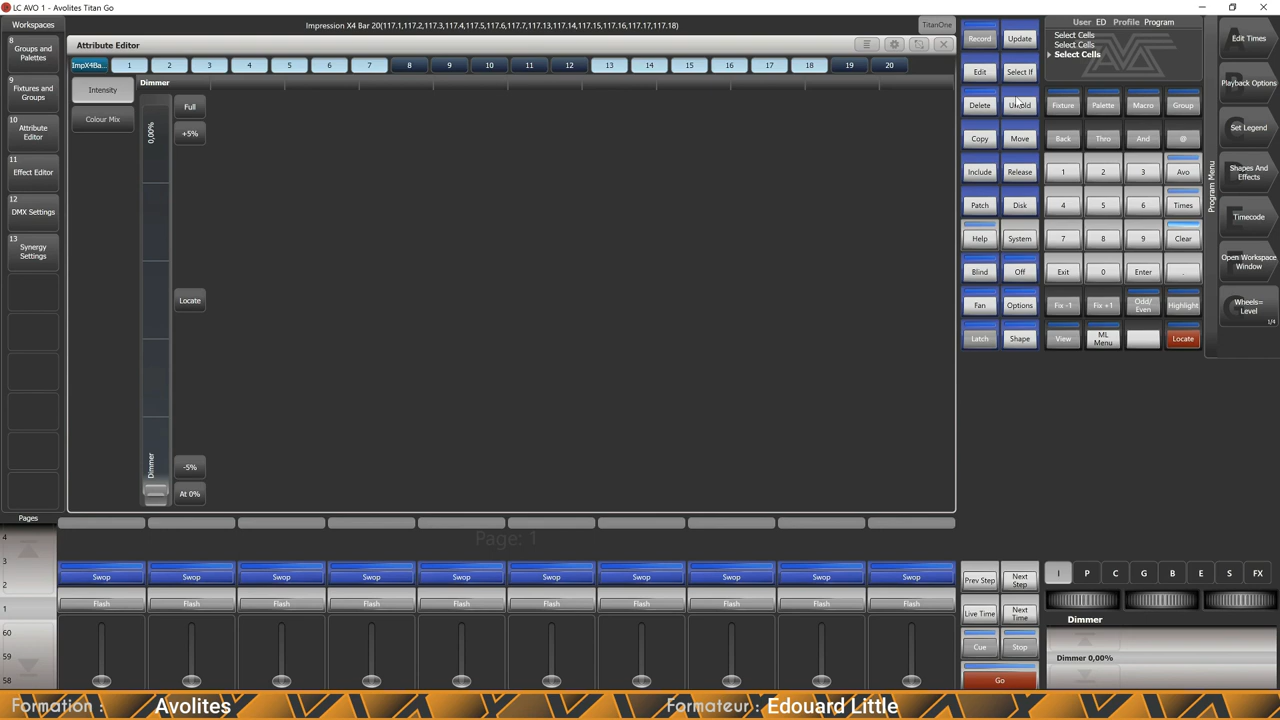 LC AVO 1 - Avolites Titan Go
Workspaces
Impression X4 Bar 20(117.1,117.2,117.3,117.4,117.5,117.6,117.7,117.13,117.14,117.15,117.16,117.17,117.18)
TitanOne
8 Groups and Palettes
9 Fixtures and Groups
10 Attribute Editor
11 Effect Editor
12 DMX Settings
13 Synergy Settings
Attribute Editor
ImpX4Ba... 1 2 3 4 5 6 7 8 9 10 11 12 13 14 15 16 17 18 19 20
Intensity
Colour Mix
Dimmer
0,00%
Dimmer
Full
+5%
Locate
-5%
At 0%
Record Update
Edit Select If
Delete Unfold
Copy Move
Include Release
Patch Disk
Help System
Blind Off
Fan Options
Latch Shape
User ED Profile Program
Select Cells
Select Cells
Select Cells
Fixture Palette Macro Group
Back Thro And @
1 2 3 Avo
4 5 6 Times
7 8 9 Clear
Exit 0 Enter .
Fix -1 Fix +1 Odd/Even Highlight
View ML Menu Locate
Program Menu
Edit Times
Playback Options
Set Legend
Shapes And Effects
Timecode
Open Workspace Window
Wheels= Level
1/4
Pages
4
3
2
1
60
59
58
Page: 1
Swop Swop Swop Swop Swop Swop Swop Swop Swop Swop
Flash Flash Flash Flash Flash Flash Flash Flash Flash Flash
Prev Step Next Step
Live Time Next Time
Cue Stop
Go
I P C G B E S FX
Dimmer
Dimmer 0,00%
Formation : Avolites
Formateur : Edouard Little